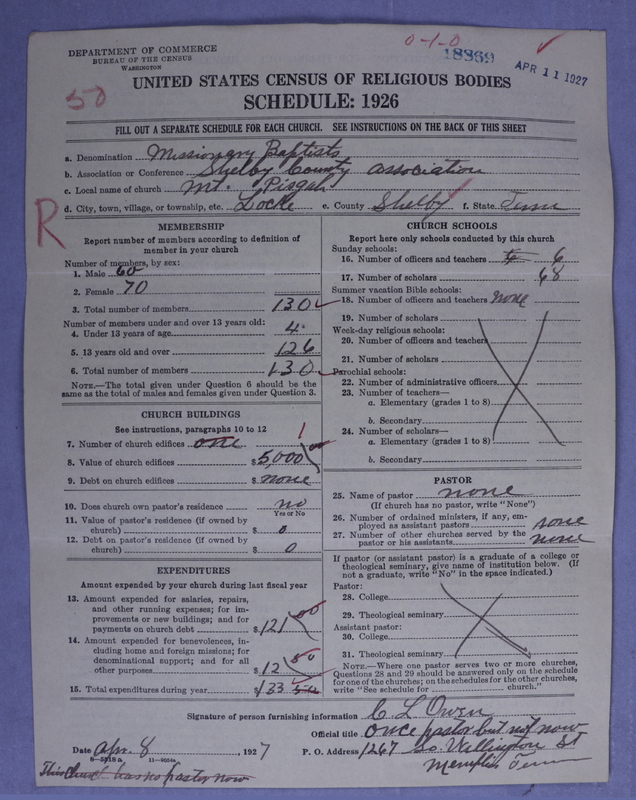 0-1-0
18369
APR 11 1927
DEPARTMENT OF COMMERCE
BUREAU OF THE CENSUS
WASHINGTON
50
UNITED STATES CENSUS OF RELIGIOUS BODIES
SCHEDULE: 1926
FILL OUT A SEPARATE SCHEDULE FOR EACH CHURCH. SEE INSTRUCTIONS ON THE BACK OF THIS SHEET
a. Denomination Missionary Baptists
b. Association or Conference Shelby County association
c. Local name of church Mt. Pisgah
d. City, town, village, or township, etc. Locke e. County Shelby f. State Tenn
R
MEMBERSHIP
Report number of members according to definition of
member in your church
Number of members, by sex:
1. Male 60
2. Female 70
3. Total number of members 130
Number of members under and over 13 years old:
4. Under 13 years of age 4
5. 13 years old and over 126
6. Total number of members 130
NOTE.—The total given under Question 6 should be the
same as the total of males and females given under Question 3.
CHURCH BUILDINGS
See instructions, paragraphs 10 to 12
7. Number of church edifices one 1
8. Value of church edifices $5,000 00
9. Debt on church edifices $ none
10. Does church own pastor's residence no
Yes or No
11. Value of pastor's residence (if owned by
church) $ 0
12. Debt on pastor's residence (if owned by
church) $ 0
EXPENDITURES
Amount expended by your church during last fiscal year
13. Amount expended for salaries, repairs,
and other running expenses; for im-
provements or new buildings; and for
payments on church debt $121 00
14. Amount expended for benevolences, in-
cluding home and foreign missions; for
denominational support; and for all
other purposes $12 50
15. Total expenditures during year $133 50
CHURCH SCHOOLS
Report here only schools conducted by this church
Sunday schools:
16. Number of officers and teachers 6
17. Number of scholars 68
Summer vacation Bible schools:
18. Number of officers and teachers none
19. Number of scholars
Week-day religious schools:
20. Number of officers and teachers
21. Number of scholars
Parochial schools:
22. Number of administrative officers
23. Number of teachers—
a. Elementary (grades 1 to 8)
b. Secondary
24. Number of scholars—
a. Elementary (grades 1 to 8)
b. Secondary
PASTOR
25. Name of pastor none
(If church has no pastor, write "None")
26. Number of ordained ministers, if any, em-
ployed as assistant pastors none
27. Number of other churches served by the
pastor or his assistants none
If pastor (or assistant pastor) is a graduate of a college or
theological seminary, give name of institution below. (If
not a graduate, write "No" in the space indicated.)
Pastor:
28. College
29. Theological seminary
Assistant pastor:
30. College
31. Theological seminary
NOTE.—Where one pastor serves two or more churches,
Questions 28 and 29 should be answered only on the schedule
for one of the churches; on the schedules for the other churches,
write "See schedule for church."
Signature of person furnishing information C L Owen
Official title once pastor but not now
Date Apr. 8, 1927 P. O. Address 1267 So. Wellington St
Memphis Tenn
8—5218a 11—9554a
This church has no pastor now